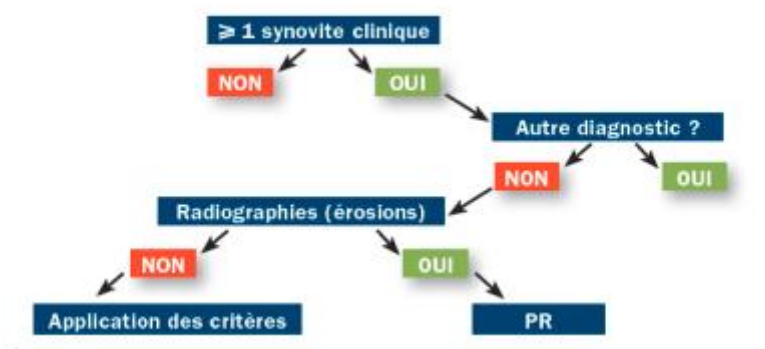 ⩾ 1 synovite clinique
NON
OUI
Autre diagnostic ?
NON
OUI
Radiographies (érosions)
NON
OUI
Application des critères
PR